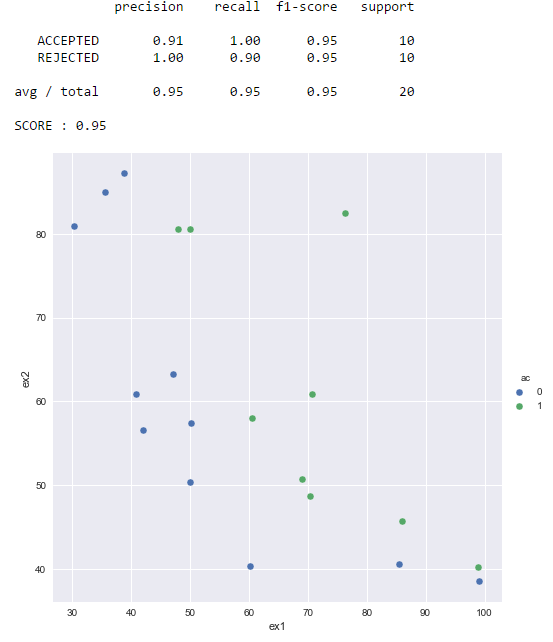 precision recall f1-score support
ACCEPTED 0.91 1.00 0.95 10
REJECTED 1.00 0.90 0.95 10
avg / total 0.95 0.95 0.95 20
SCORE : 0.95
80
70
60
50
40
ex2
30 40 50 60 70 80 90 100
ex1
ac
0
1